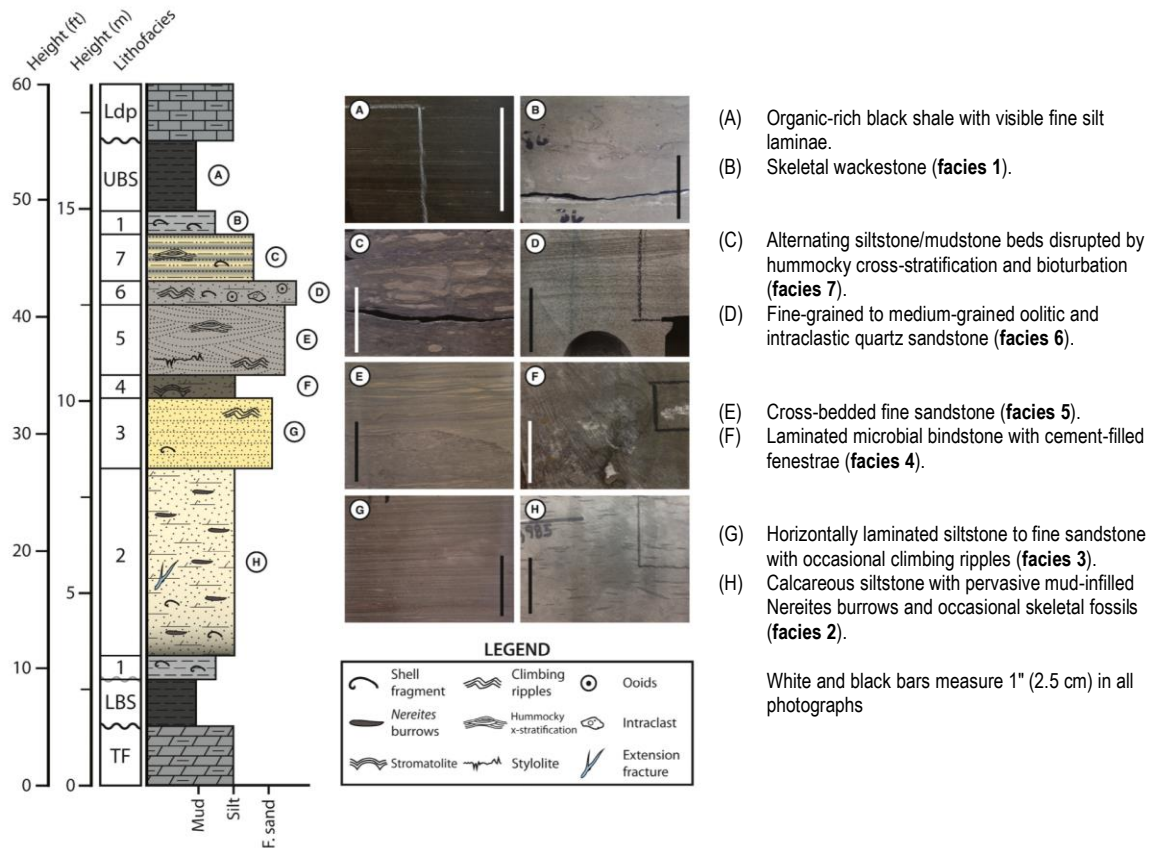 Height (ft)
Height (m)
Lithofacies
60
50
40
30
20
10
0
15
10
5
0
Ldp
UBS
1
7
6
5
4
3
2
1
LBS
TF
A
B
C
D
E
F
G
H
Mud
Silt
F. sand
A
B
C
D
E
F
G
H
985
LEGEND
Shell
fragment
Climbing
ripples
Ooids
Nereites
burrows
Hummocky
x-stratification
Intraclast
Stromatolite
Stylolite
Extension
fracture
(A) Organic-rich black shale with visible fine silt
laminae.
(B) Skeletal wackestone (facies 1).
(C) Alternating siltstone/mudstone beds disrupted by
hummocky cross-stratification and bioturbation
(facies 7).
(D) Fine-grained to medium-grained oolitic and
intraclastic quartz sandstone (facies 6).
(E) Cross-bedded fine sandstone (facies 5).
(F) Laminated microbial bindstone with cement-filled
fenestrae (facies 4).
(G) Horizontally laminated siltstone to fine sandstone
with occasional climbing ripples (facies 3).
(H) Calcareous siltstone with pervasive mud-infilled
Nereites burrows and occasional skeletal fossils
(facies 2).
White and black bars measure 1" (2.5 cm) in all
photographs